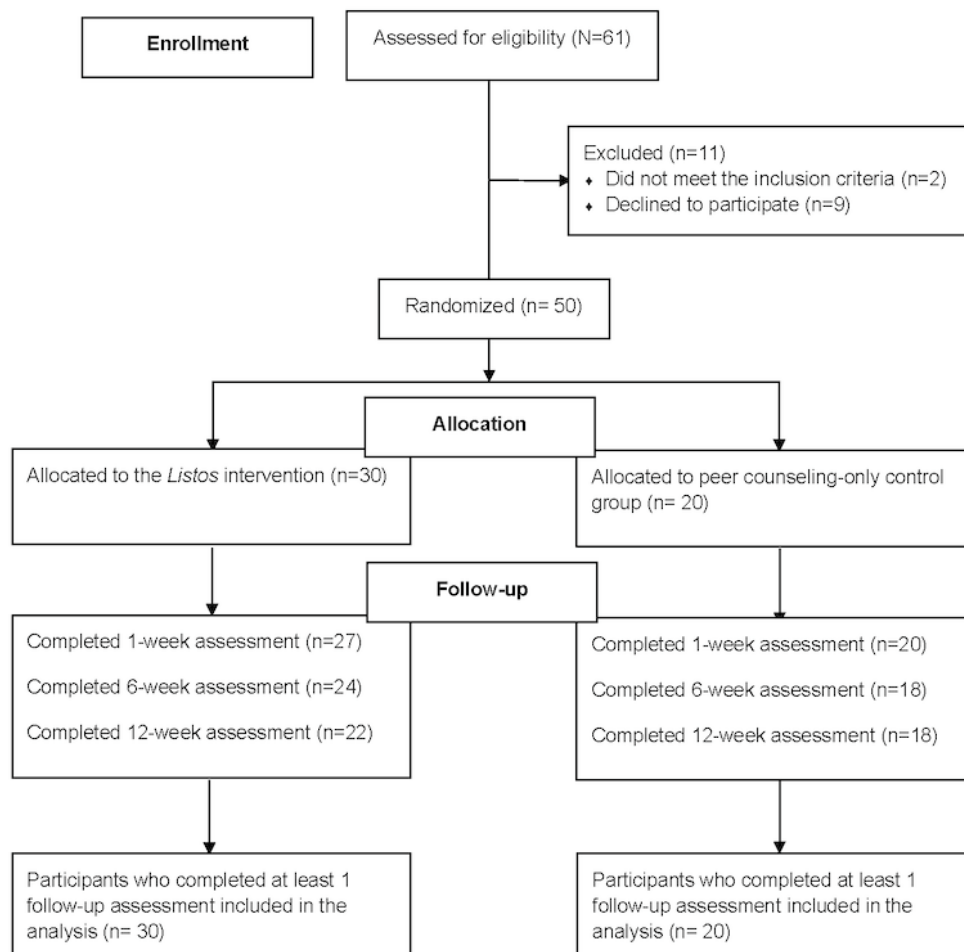 Enrollment
Assessed for eligibility (N=61)
Excluded (n=11)
♦ Did not meet the inclusion criteria (n=2)
♦ Declined to participate (n=9)
Randomized (n= 50)
Allocation
Allocated to the Listos intervention (n=30)
Allocated to peer counseling-only control
group (n= 20)
Follow-up
Completed 1-week assessment (n=27)
Completed 6-week assessment (n=24)
Completed 12-week assessment (n=22)
Completed 1-week assessment (n=20)
Completed 6-week assessment (n=18)
Completed 12-week assessment (n=18)
Participants who completed at least 1
follow-up assessment included in the
analysis (n= 30)
Participants who completed at least 1
follow-up assessment included in the
analysis (n= 20)